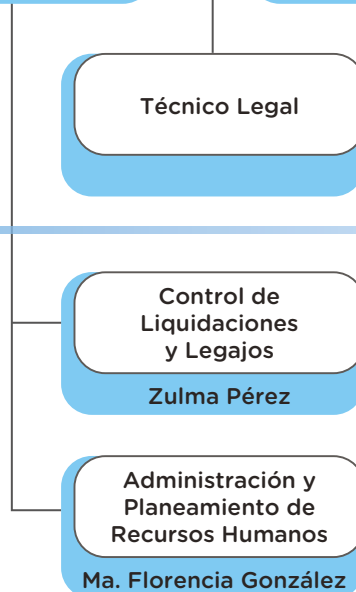 Técnico Legal
Control de
Liquidaciones
y Legajos
Zulma Pérez
Administración y
Planeamiento de
Recursos Humanos
Ma. Florencia González